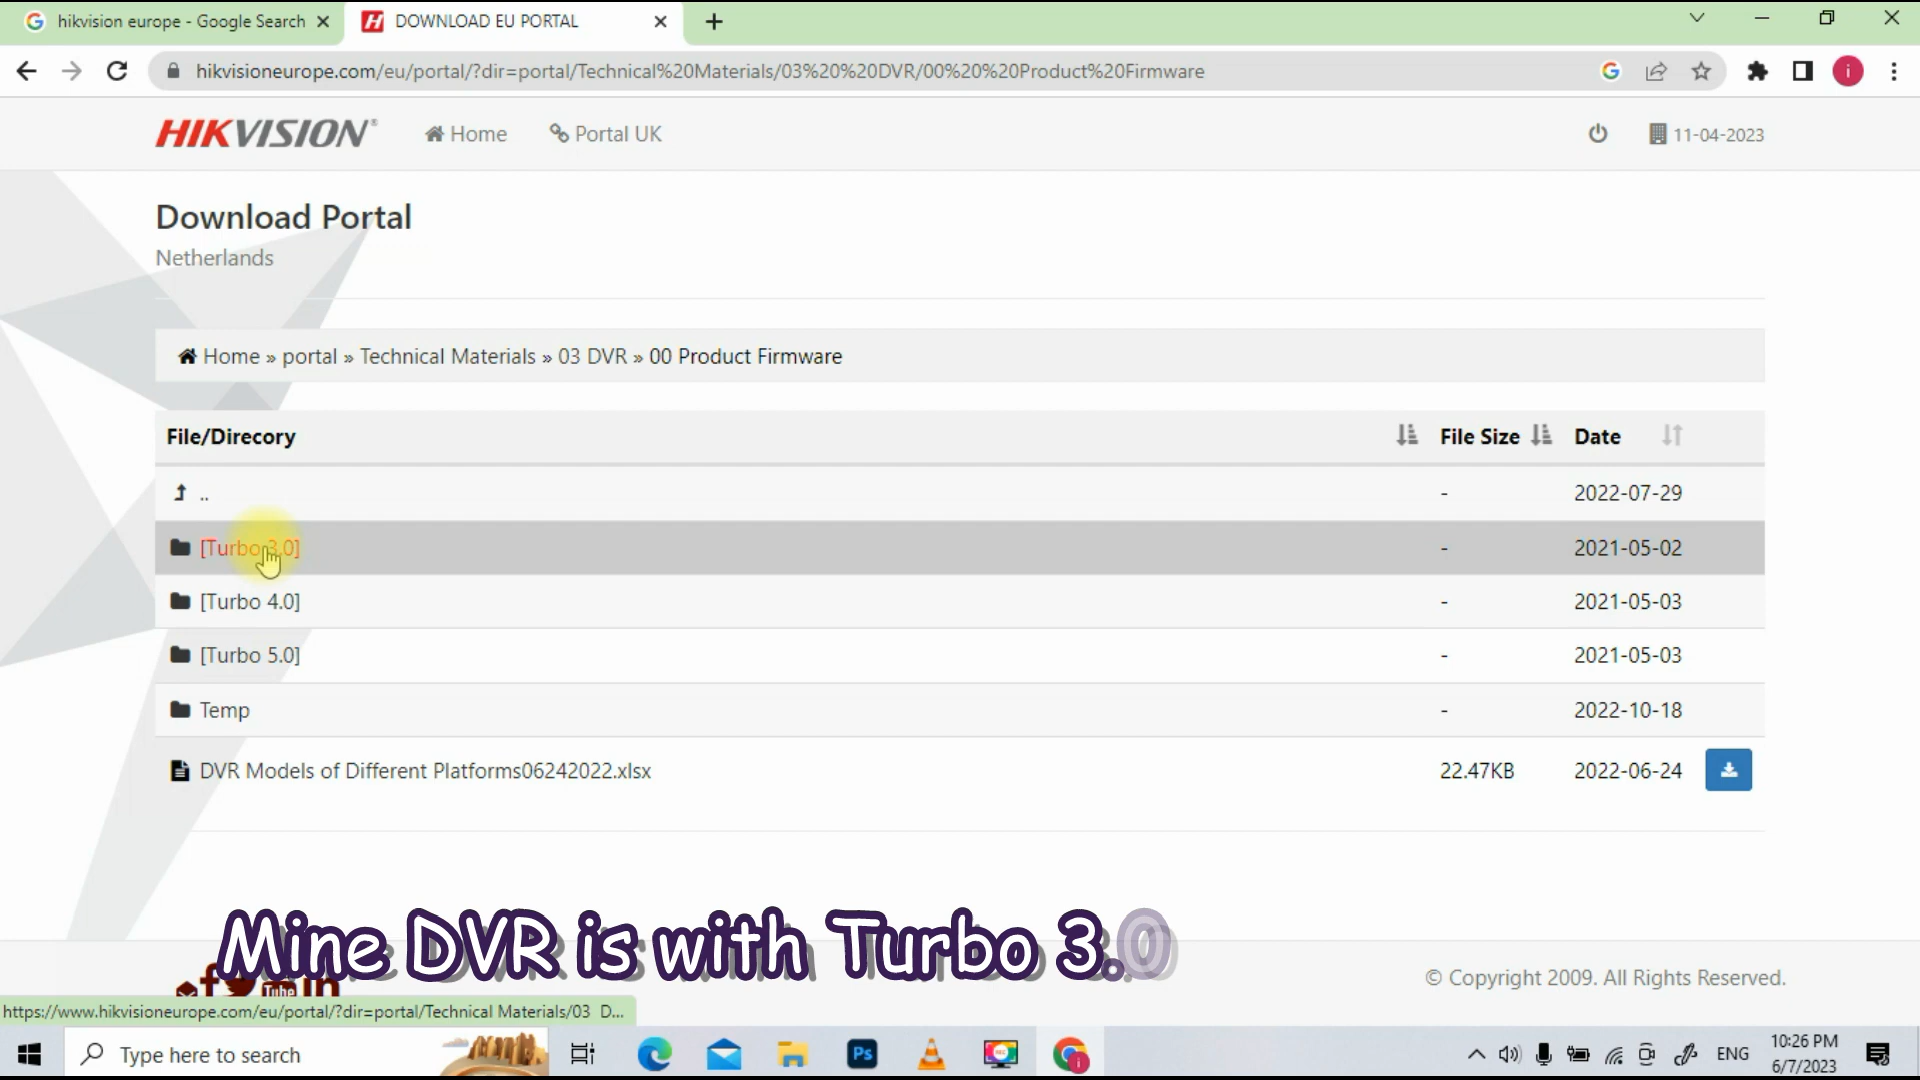 hikvision europe - Google Search
DOWNLOAD EU PORTAL
hikvisioneurope.com/eu/portal/?dir=portal/Technical%20Materials/03%20%20DVR/00%20%20Product%20Firmware
HIKVISION® Home Portal UK 11-04-2023
Download Portal
Netherlands
Home » portal » Technical Materials » 03 DVR » 00 Product Firmware
File/Direcory File Size Date
.. - 2022-07-29
[Turbo 3.0] - 2021-05-02
[Turbo 4.0] - 2021-05-03
[Turbo 5.0] - 2021-05-03
Temp - 2022-10-18
DVR Models of Different Platforms06242022.xlsx 22.47KB 2022-06-24
Mine DVR is with Turbo 3.0
© Copyright 2009. All Rights Reserved.
https://www.hikvisioneurope.com/eu/portal/?dir=portal/Technical Materials/03 D...
Type here to search
Ps
ENG
10:26 PM
6/7/2023